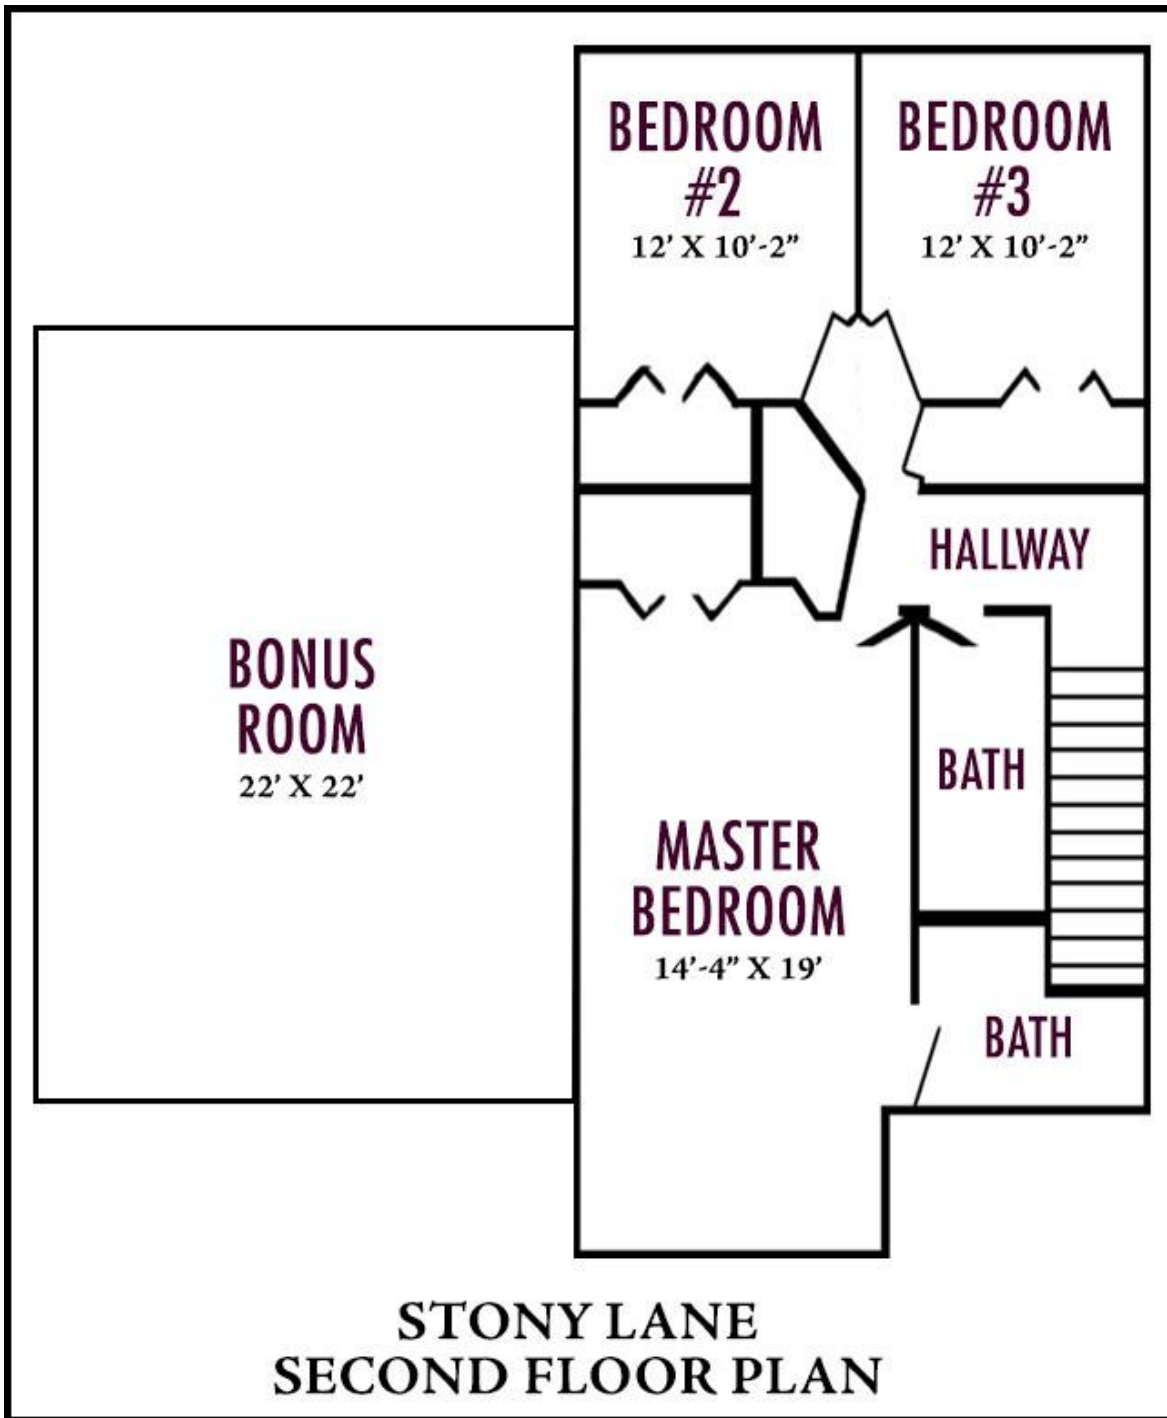 BEDROOM
#2
12’ X 10’-2”
BEDROOM
#3
12’ X 10’-2”
HALLWAY
BONUS
ROOM
22’ X 22’
BATH
MASTER
BEDROOM
14’-4” X 19’
BATH
STONY LANE
SECOND FLOOR PLAN